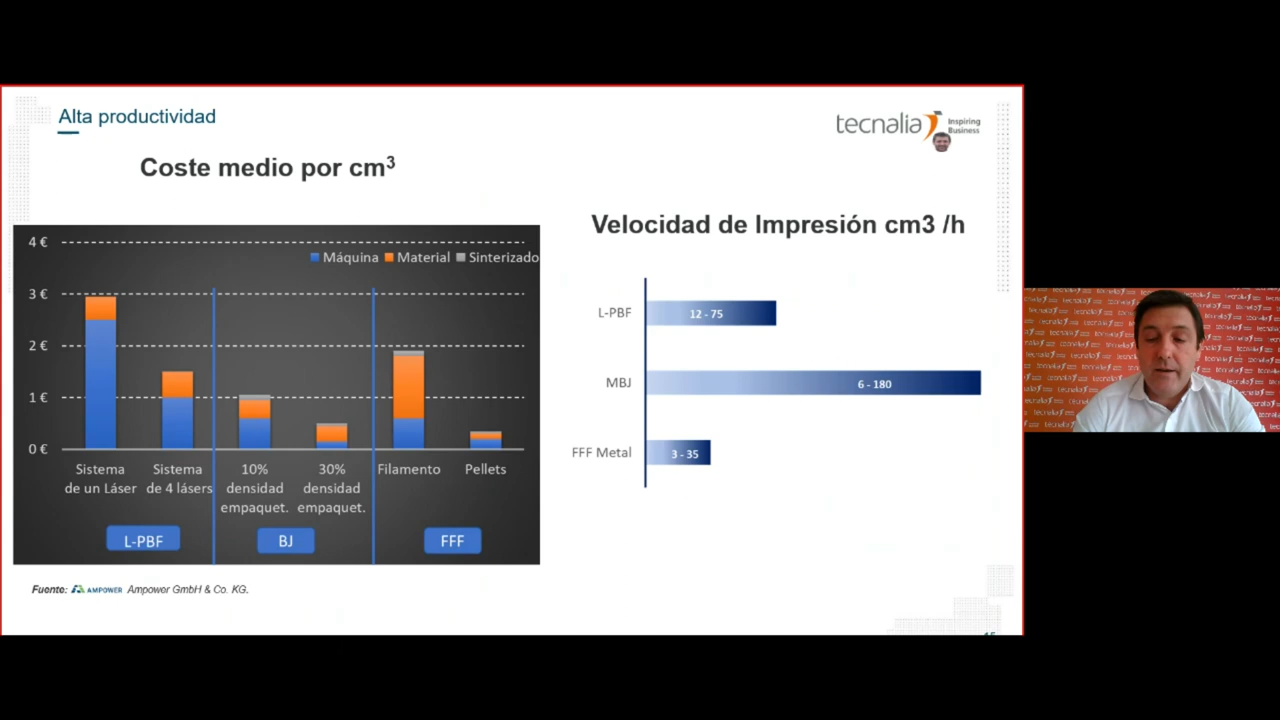 Alta productividad
tecnalia Inspiring Business
Coste medio por cm³
4 €
3 €
2 €
1 €
0 €
Máquina Material Sinterizado
Sistema de un Láser
Sistema de 4 lásers
10% densidad empaquet.
30% densidad empaquet.
Filamento
Pellets
L-PBF
BJ
FFF
Fuente: AMPOWER Ampower GmbH & Co. KG.
Velocidad de Impresión cm3 /h
L-PBF
12 - 75
MBJ
6 - 180
FFF Metal
3 - 35
tecnalia